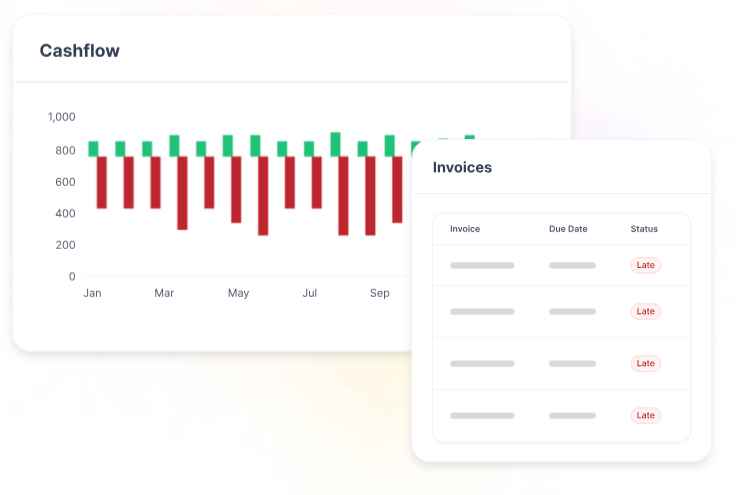 Cashflow
1,000
800
600
400
200
0
Jan Mar May Jul Sep
Invoices
Invoice Due Date Status
Late
Late
Late
Late